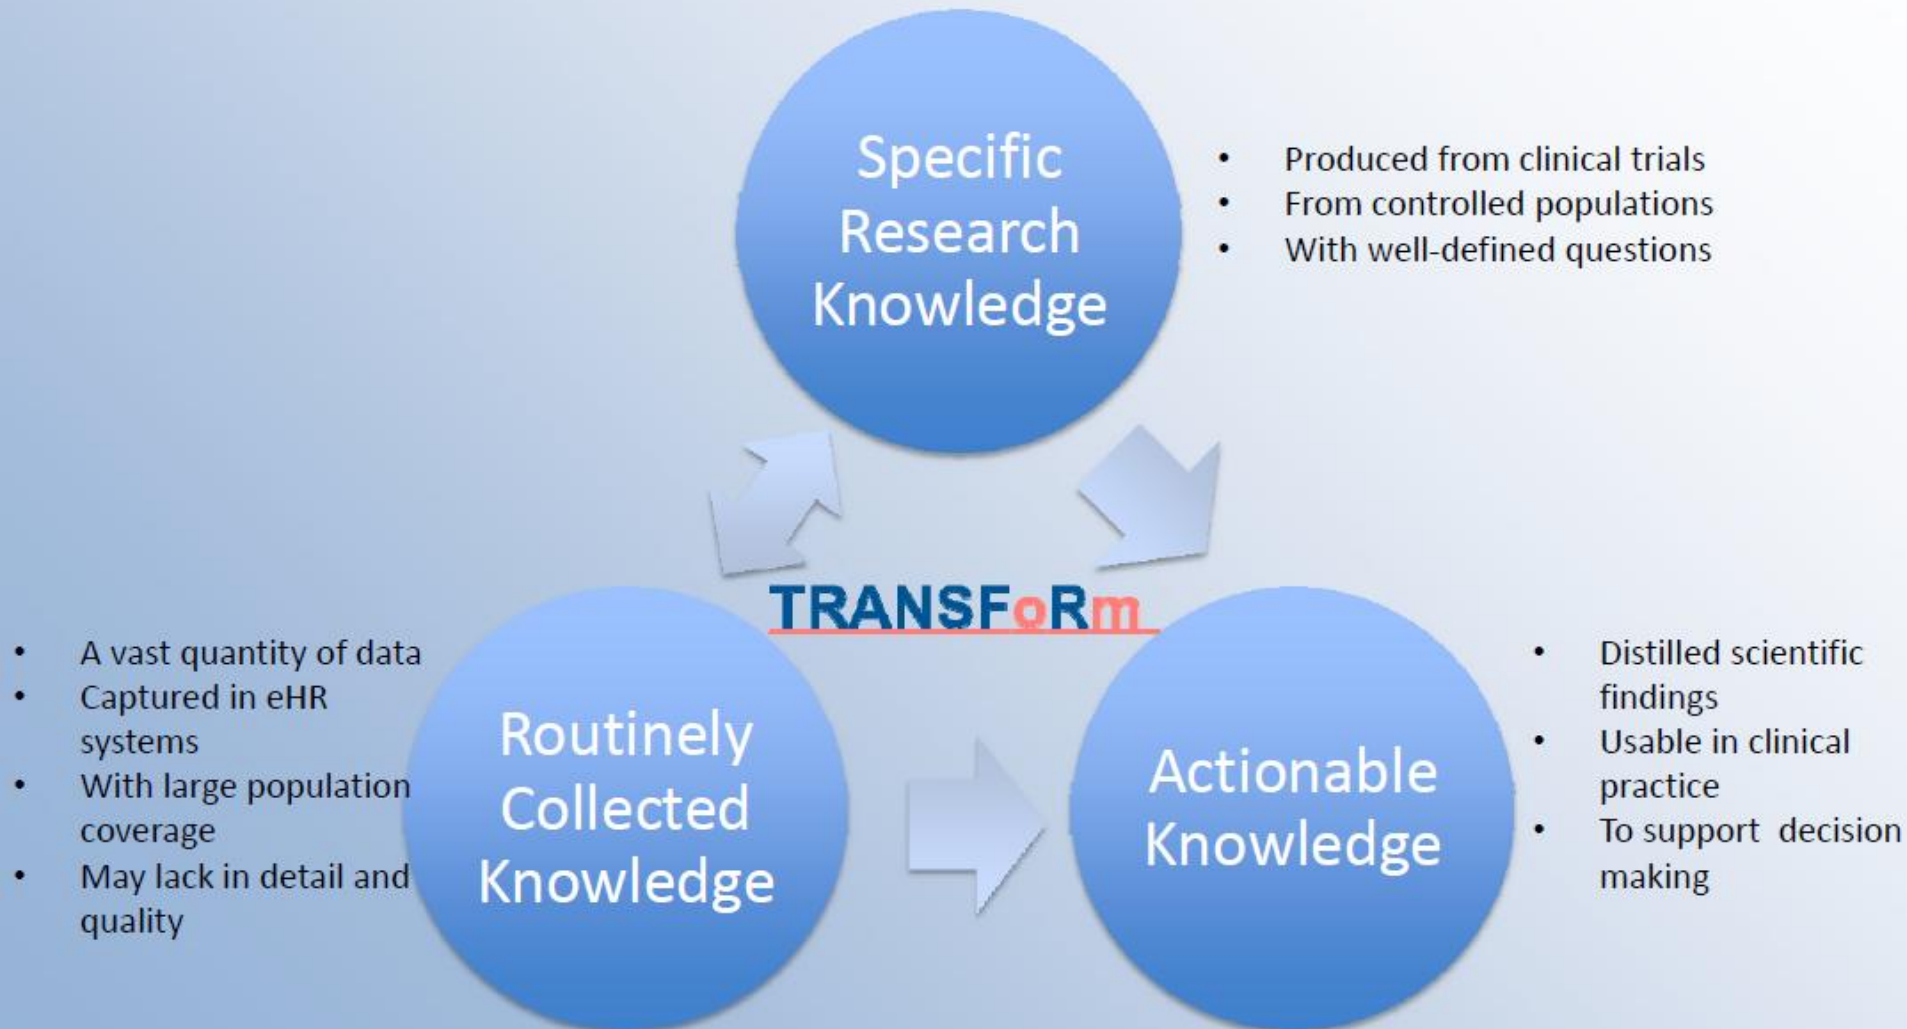 Specific
Research
Knowledge
• Produced from clinical trials
• From controlled populations
• With well-defined questions
TRANSFoRm
• A vast quantity of data
• Captured in eHR
systems
• With large population
coverage
• May lack in detail and
quality
Routinely
Collected
Knowledge
Actionable
Knowledge
• Distilled scientific
findings
• Usable in clinical
practice
• To support decision
making